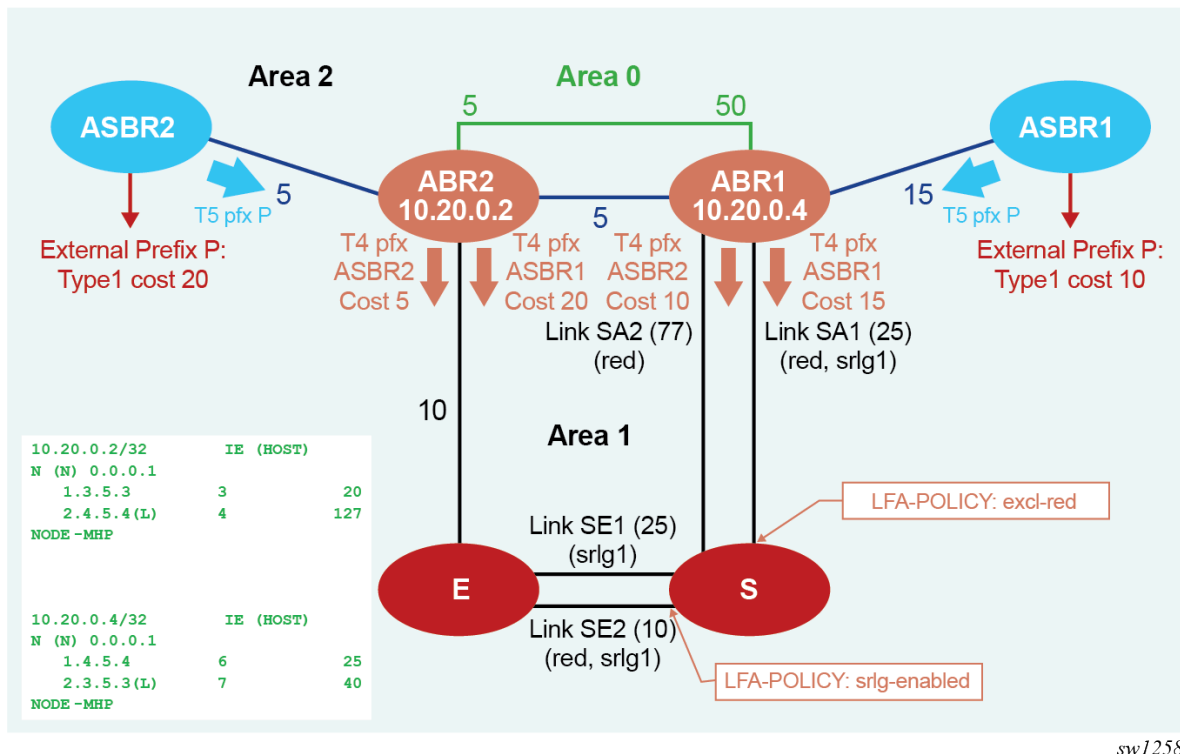 Area 2
Area 0
5
50
ASBR2
ASBR1
ABR2
10.20.0.2
ABR1
10.20.0.4
5
T5 pfx P
5
15
T5 pfx P
External Prefix P:
Type1 cost 20
External Prefix P:
Type1 cost 10
T4 pfx
ASBR2
Cost 5
T4 pfx
ASBR1
Cost 20
T4 pfx
ASBR2
Cost 10
T4 pfx
ASBR1
Cost 15
Link SA2 (77)
(red)
Link SA1 (25)
(red, srlg1)
10
Area 1
10.20.0.2/32 IE (HOST)
N (N) 0.0.0.1
1.3.5.3 3 20
2.4.5.4(L) 4 127
NODE-MHP
10.20.0.4/32 IE (HOST)
N (N) 0.0.0.1
1.4.5.4 6 25
2.3.5.3(L) 7 40
NODE-MHP
LFA-POLICY: excl-red
Link SE1 (25)
(srlg1)
E
S
Link SE2 (10)
(red, srlg1)
LFA-POLICY: srlg-enabled
sw1258